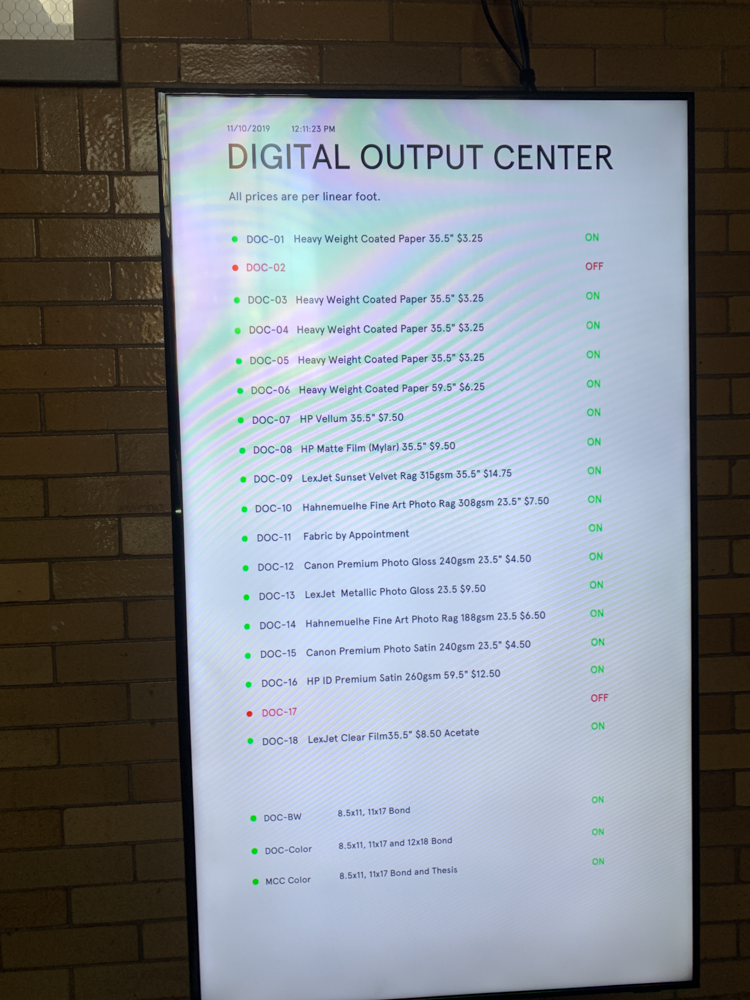 11/10/2019 12:11:23 PM
DIGITAL OUTPUT CENTER
All prices are per linear foot.
DOC-01 Heavy Weight Coated Paper 35.5" $3.25 ON
DOC-02 OFF
DOC-03 Heavy Weight Coated Paper 35.5" $3.25 ON
DOC-04 Heavy Weight Coated Paper 35.5" $3.25 ON
DOC-05 Heavy Weight Coated Paper 35.5" $3.25 ON
DOC-06 Heavy Weight Coated Paper 59.5" $6.25 ON
DOC-07 HP Vellum 35.5" $7.50 ON
DOC-08 HP Matte Film (Mylar) 35.5" $9.50 ON
DOC-09 LexJet Sunset Velvet Rag 315gsm 35.5" $14.75 ON
DOC-10 Hahnemuelhe Fine Art Photo Rag 308gsm 23.5" $7.50 ON
DOC-11 Fabric by Appointment ON
DOC-12 Canon Premium Photo Gloss 240gsm 23.5" $4.50 ON
DOC-13 LexJet Metallic Photo Gloss 23.5 $9.50 ON
DOC-14 Hahnemuelhe Fine Art Photo Rag 188gsm 23.5 $6.50 ON
DOC-15 Canon Premium Photo Satin 240gsm 23.5" $4.50 ON
DOC-16 HP ID Premium Satin 260gsm 59.5" $12.50 ON
DOC-17 OFF
DOC-18 LexJet Clear Film35.5" $8.50 Acetate ON
DOC-BW 8.5x11, 11x17 Bond ON
DOC-Color 8.5x11, 11x17 and 12x18 Bond ON
MCC Color 8.5x11, 11x17 Bond and Thesis ON